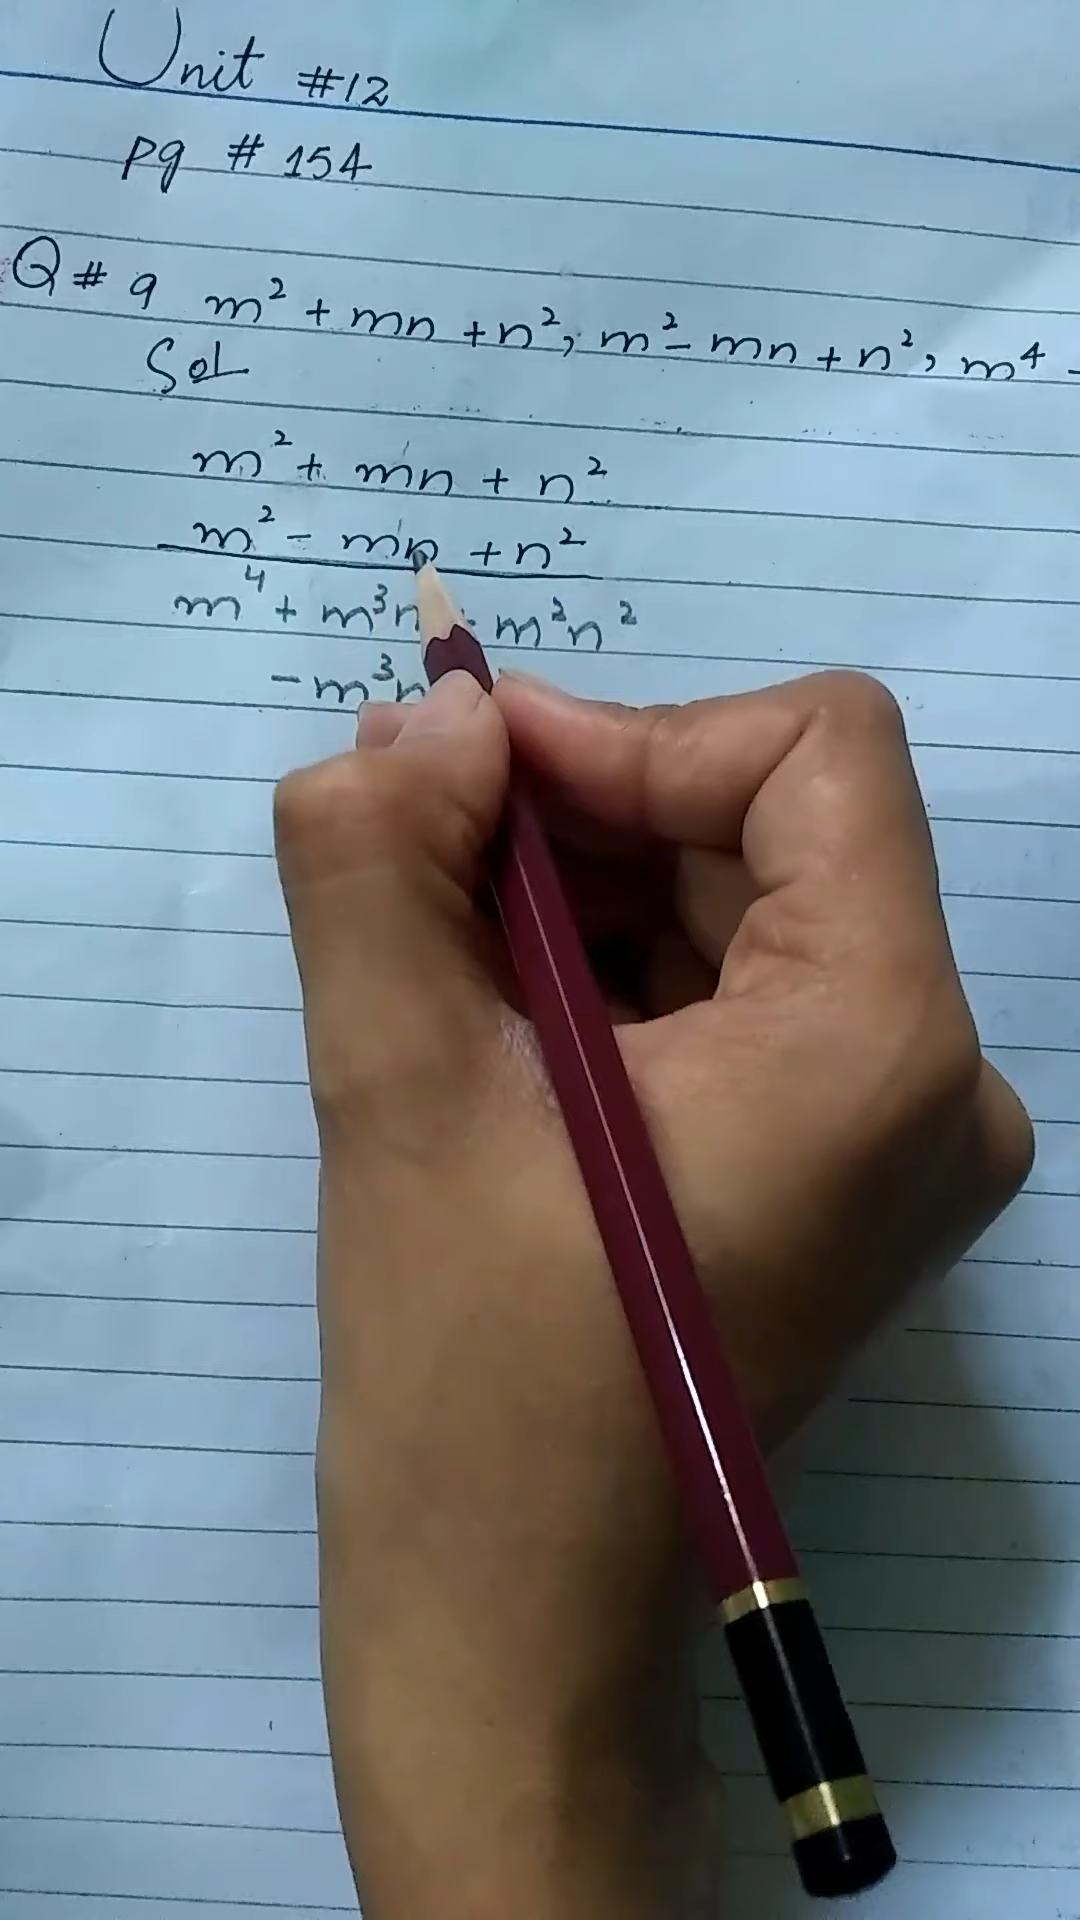 Unit #12
pg # 154
Q # 9 m² + mn + n², m² - mn + n², m⁴ -
Sol
m² + mn + n²
m² - mn + n²
m⁴ + m³n + m²n²
- m³n